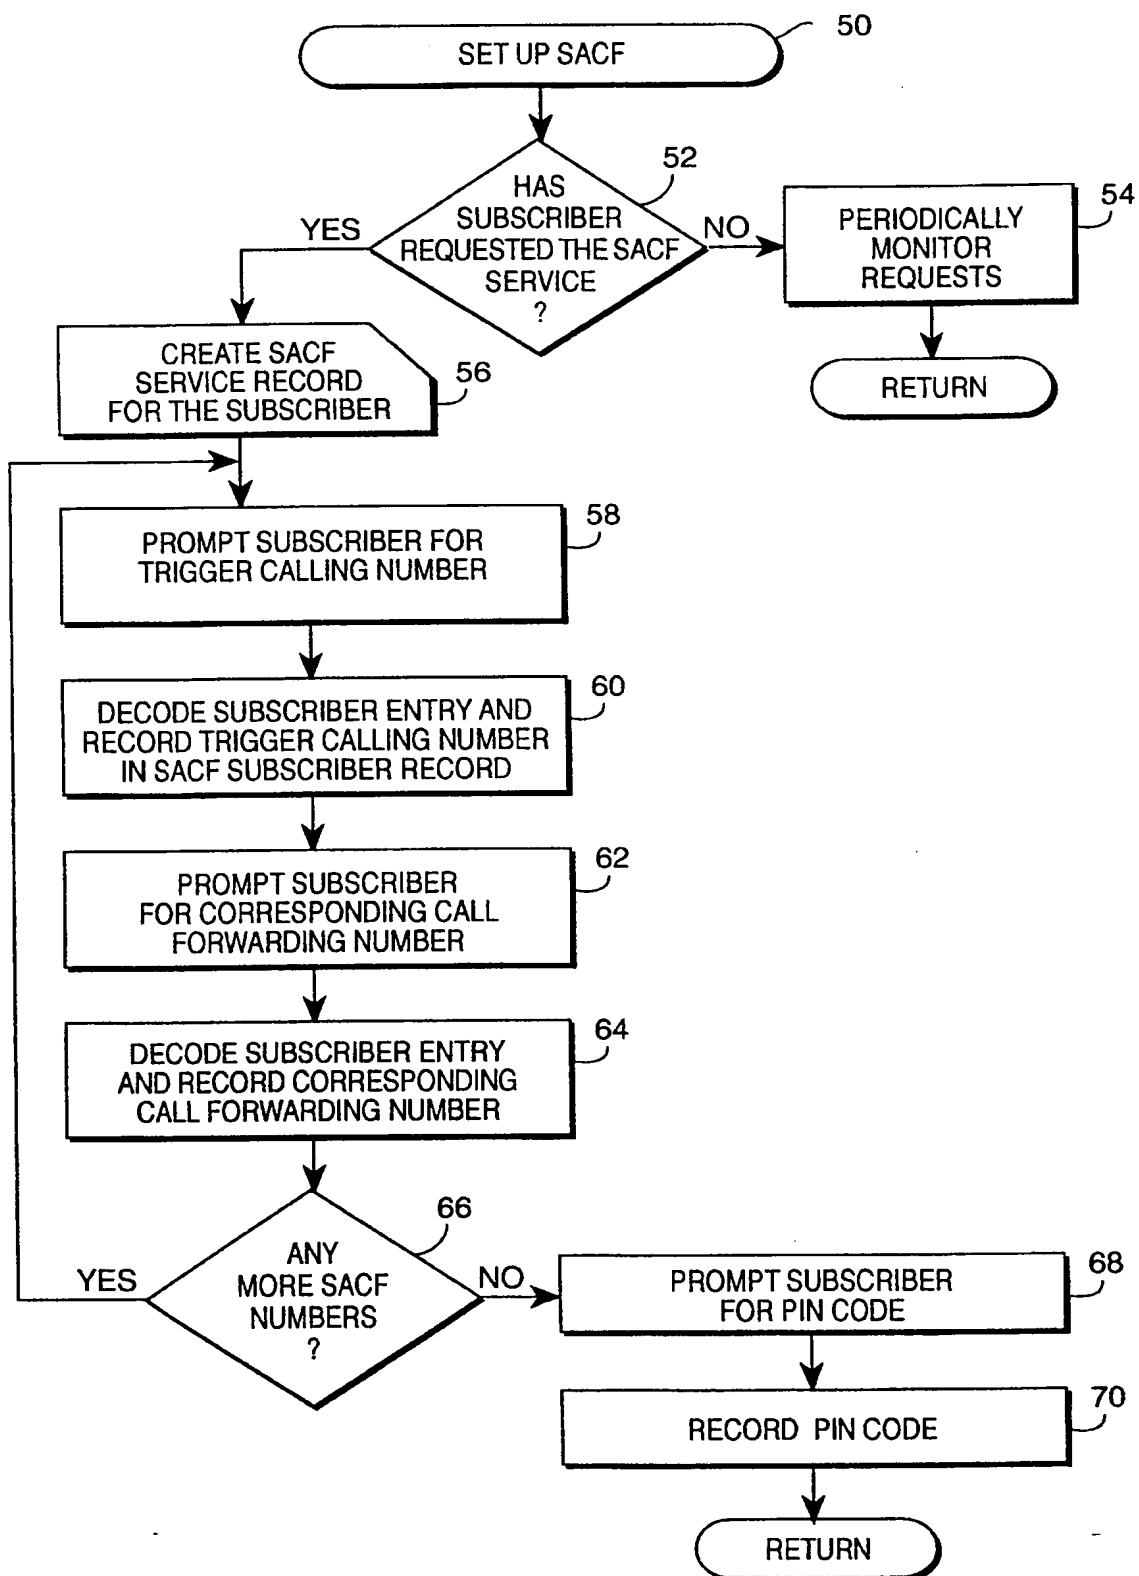 SET UP SACF
50
HAS
SUBSCRIBER
REQUESTED THE SACF
SERVICE
?
52
YES
NO
PERIODICALLY
MONITOR
REQUESTS
54
RETURN
CREATE SACF
SERVICE RECORD
FOR THE SUBSCRIBER
56
PROMPT SUBSCRIBER FOR
TRIGGER CALLING NUMBER
58
DECODE SUBSCRIBER ENTRY AND
RECORD TRIGGER CALLING NUMBER
IN SACF SUBSCRIBER RECORD
60
PROMPT SUBSCRIBER
FOR CORRESPONDING CALL
FORWARDING NUMBER
62
DECODE SUBSCRIBER ENTRY
AND RECORD CORRESPONDING
CALL FORWARDING NUMBER
64
ANY
MORE SACF
NUMBERS
?
66
YES
NO
PROMPT SUBSCRIBER
FOR PIN CODE
68
RECORD PIN CODE
70
RETURN